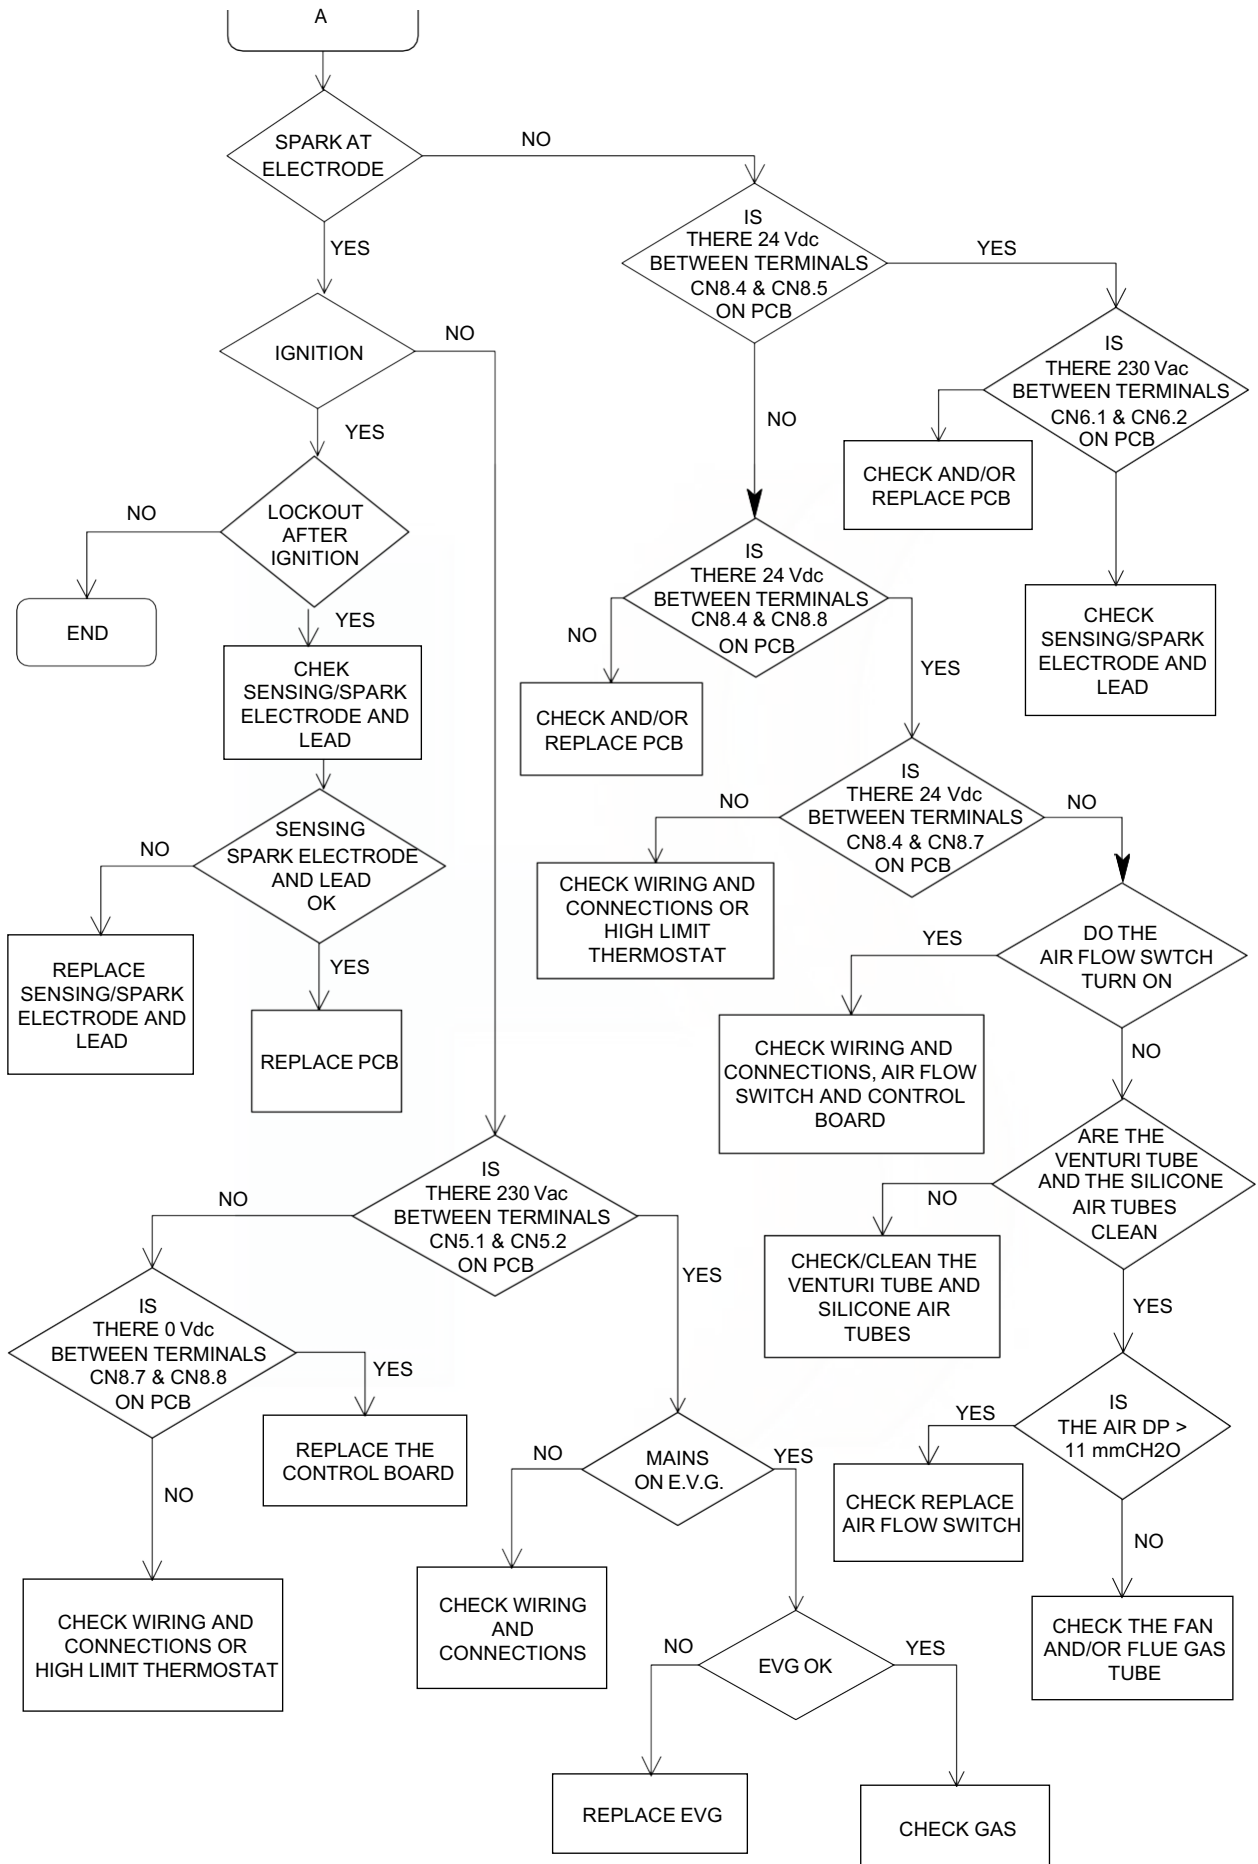 A
SPARK AT
ELECTRODE
NO
YES
IS
THERE 24 Vdc
BETWEEN TERMINALS
CN8.4 & CN8.5
ON PCB
YES
NO
IGNITION
NO
YES
IS
THERE 230 Vac
BETWEEN TERMINALS
CN6.1 & CN6.2
ON PCB
CHECK AND/OR
REPLACE PCB
CHECK
SENSING/SPARK
ELECTRODE AND
LEAD
LOCKOUT
AFTER
IGNITION
NO
END
YES
CHEK
SENSING/SPARK
ELECTRODE AND
LEAD
IS
THERE 24 Vdc
BETWEEN TERMINALS
CN8.4 & CN8.8
ON PCB
NO
YES
CHECK AND/OR
REPLACE PCB
IS
THERE 24 Vdc
BETWEEN TERMINALS
CN8.4 & CN8.7
ON PCB
NO
NO
CHECK WIRING AND
CONNECTIONS OR
HIGH LIMIT
THERMOSTAT
SENSING
SPARK ELECTRODE
AND LEAD
OK
NO
YES
REPLACE
SENSING/SPARK
ELECTRODE AND
LEAD
REPLACE PCB
DO THE
AIR FLOW SWTCH
TURN ON
YES
NO
CHECK WIRING AND
CONNECTIONS, AIR FLOW
SWITCH AND CONTROL
BOARD
ARE THE
VENTURI TUBE
AND THE SILICONE
AIR TUBES
CLEAN
NO
YES
CHECK/CLEAN THE
VENTURI TUBE AND
SILICONE AIR
TUBES
IS
THERE 230 Vac
BETWEEN TERMINALS
CN5.1 & CN5.2
ON PCB
NO
YES
IS
THERE 0 Vdc
BETWEEN TERMINALS
CN8.7 & CN8.8
ON PCB
YES
NO
REPLACE THE
CONTROL BOARD
CHECK WIRING AND
CONNECTIONS OR
HIGH LIMIT THERMOSTAT
MAINS
ON E.V.G.
NO
YES
CHECK WIRING
AND
CONNECTIONS
IS
THE AIR DP >
11 mmCH2O
YES
NO
CHECK REPLACE
AIR FLOW SWITCH
CHECK THE FAN
AND/OR FLUE GAS
TUBE
EVG OK
NO
YES
REPLACE EVG
CHECK GAS